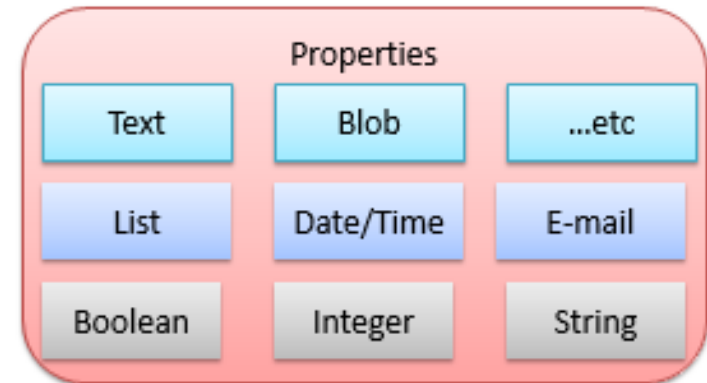 Properties
Text Blob ...etc
List Date/Time E-mail
Boolean Integer String